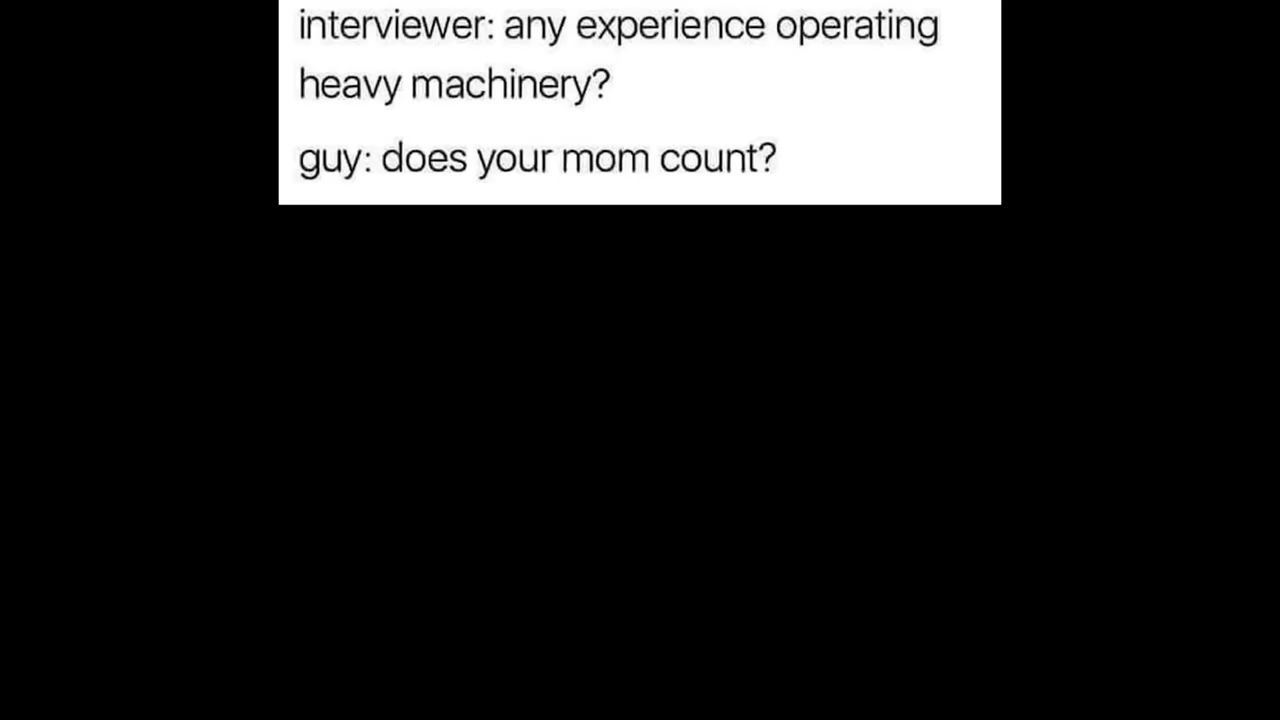 interviewer: any experience operating
heavy machinery?
guy: does your mom count?